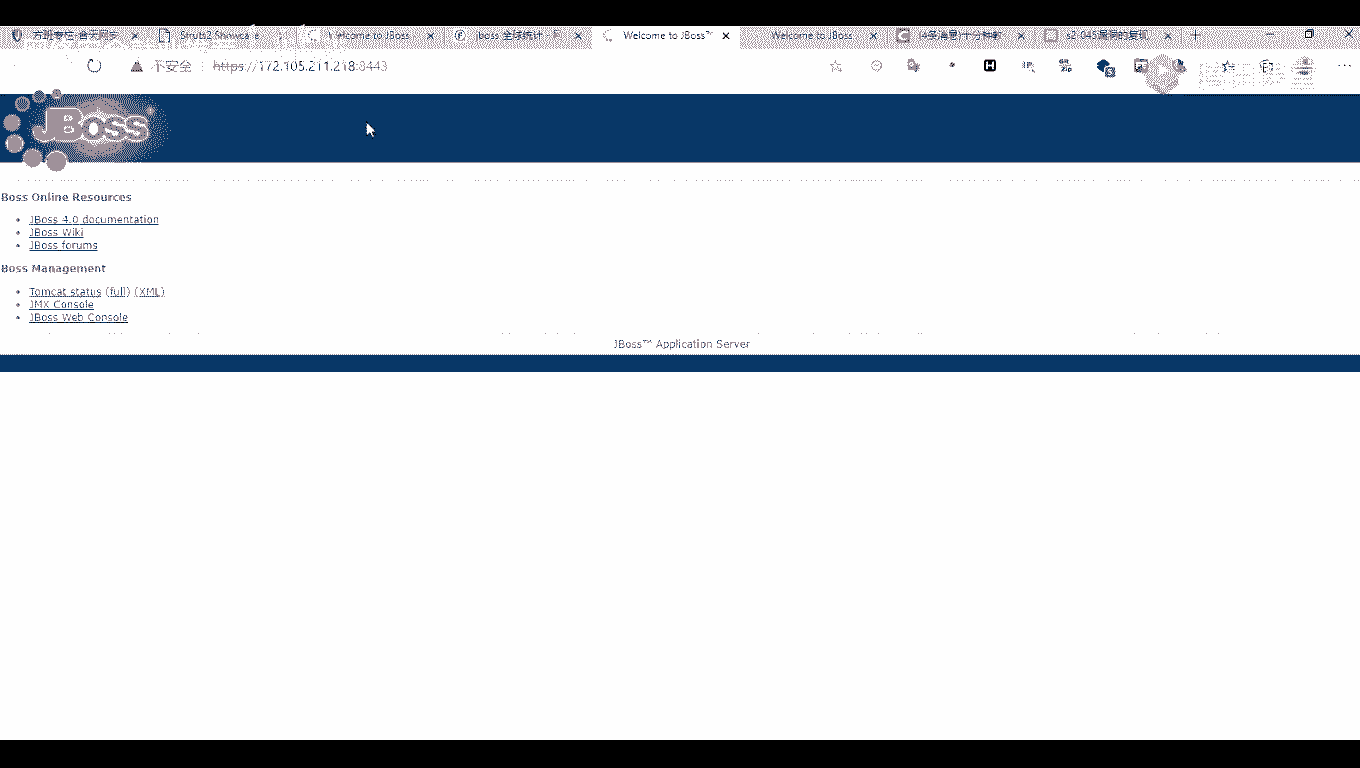 Struts2 Showcase
Welcome to JBoss
jboss 全球统计
Welcome to JBoss™
Welcome to JBoss
s2-045漏洞的复现
不安全
https://172.105.211.218:8443
JBoss
Boss Online Resources
JBoss 4.0 documentation
JBoss Wiki
JBoss forums
Boss Management
Tomcat status (full) (XML)
JMX Console
JBoss Web Console
JBoss™ Application Server